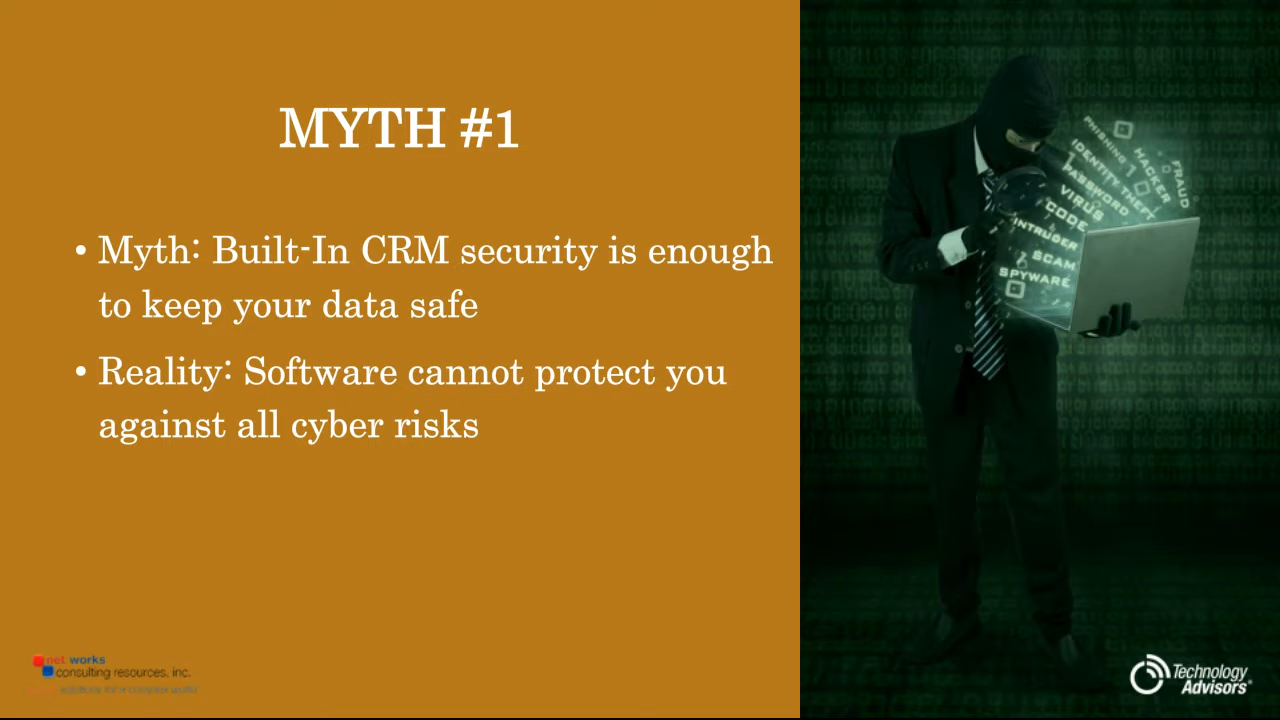 MYTH #1
• Myth: Built-In CRM security is enough
to keep your data safe
• Reality: Software cannot protect you
against all cyber risks
PHISHING
IDENTITY THEFT
HACKER
FRAUD
PASSWORD
VIRUS
CODE
INTRUDER
SCAM
SPYWARE
net works
consulting resources, inc.
Technology
Advisors®